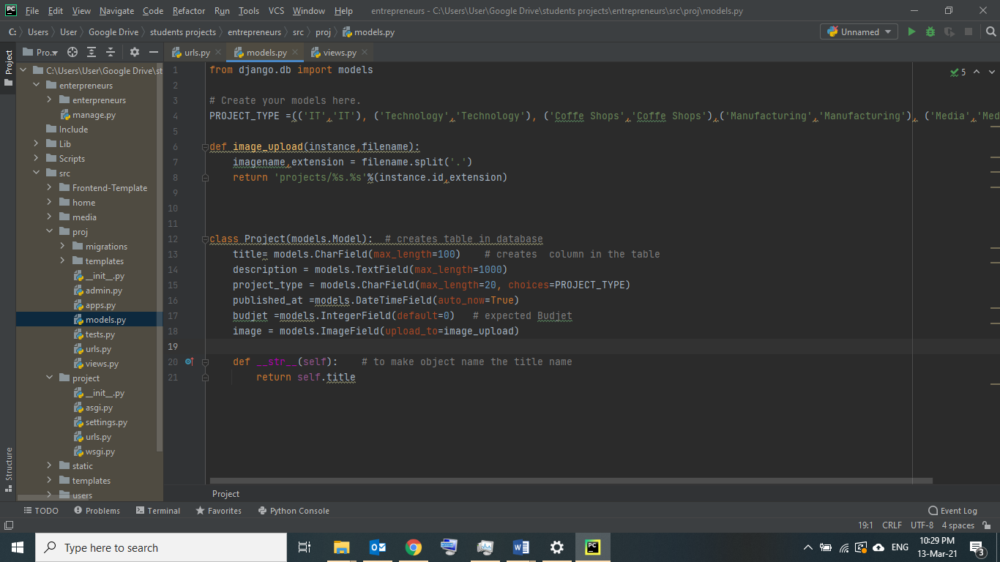 File Edit View Navigate Code Refactor Run Tools VCS Window Help entrepreneurs - C:\Users\User\Google Drive\students projects\entrepreneurs\src\proj\models.py
C: Users User Google Drive students projects entrepreneurs src proj models.py Unnamed
Pro... urls.py models.py views.py
Project
C:\Users\User\Google Drive\st
enterpreneurs
enterpreneurs
manage.py
Include
Lib
Scripts
src
Frontend-Template
home
media
proj
migrations
templates
__init__.py
admin.py
apps.py
models.py
tests.py
urls.py
views.py
project
__init__.py
asgi.py
settings.py
urls.py
wsgi.py
static
templates
users
Structure
5
1 from django.db import models
2
3 # Create your models here.
4 PROJECT_TYPE =(('IT','IT'), ('Technology','Technology'), ('Coffe Shops','Coffe Shops'),('Manufacturing','Manufacturing'), ('Media','Med
5
6 def image_upload(instance,filename):
7 imagename,extension = filename.split('.')
8 return 'projects/%s.%s'%(instance.id,extension)
9
10
11
12 class Project(models.Model): # creates table in database
13 title= models.CharField(max_length=100) # creates  column in the table
14 description = models.TextField(max_length=1000)
15 project_type = models.CharField(max_length=20, choices=PROJECT_TYPE)
16 published_at =models.DateTimeField(auto_now=True)
17 budjet =models.IntegerField(default=0) # expected Budjet
18 image = models.ImageField(upload_to=image_upload)
19
20 def __str__(self): # to make object name the title name
21 return self.title
Project
TODO Problems Terminal Favorites Python Console Event Log
19:1 CRLF UTF-8 4 spaces
Type here to search ENG 10:29 PM
13-Mar-21 3